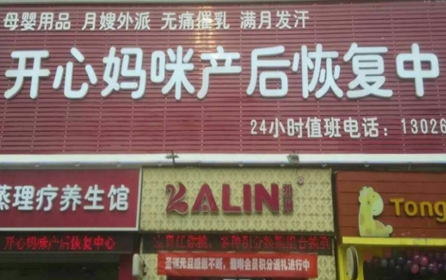 母婴用品 月嫂外派 无痛催乳 满月发汗
开心妈咪产后恢复中
24小时值班电话：13026
蒸理疗养生馆
KALIN
Tong
开心妈咪产后恢复中心